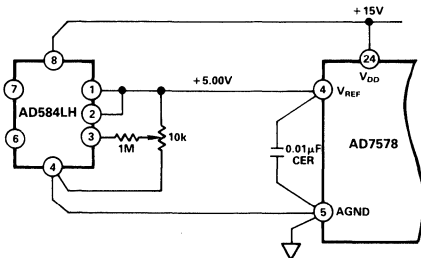 +15V
8
24
V_DD
7
1
+5.00V
4
V_REF
AD584LH
2
6
3
1M
10k
0.01μF
CER
AD7578
4
5
AGND